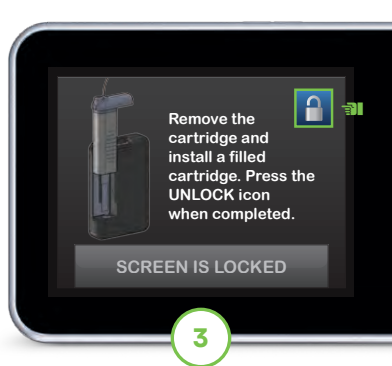 Remove the
cartridge and
install a filled
cartridge. Press the
UNLOCK icon
when completed.
SCREEN IS LOCKED
3